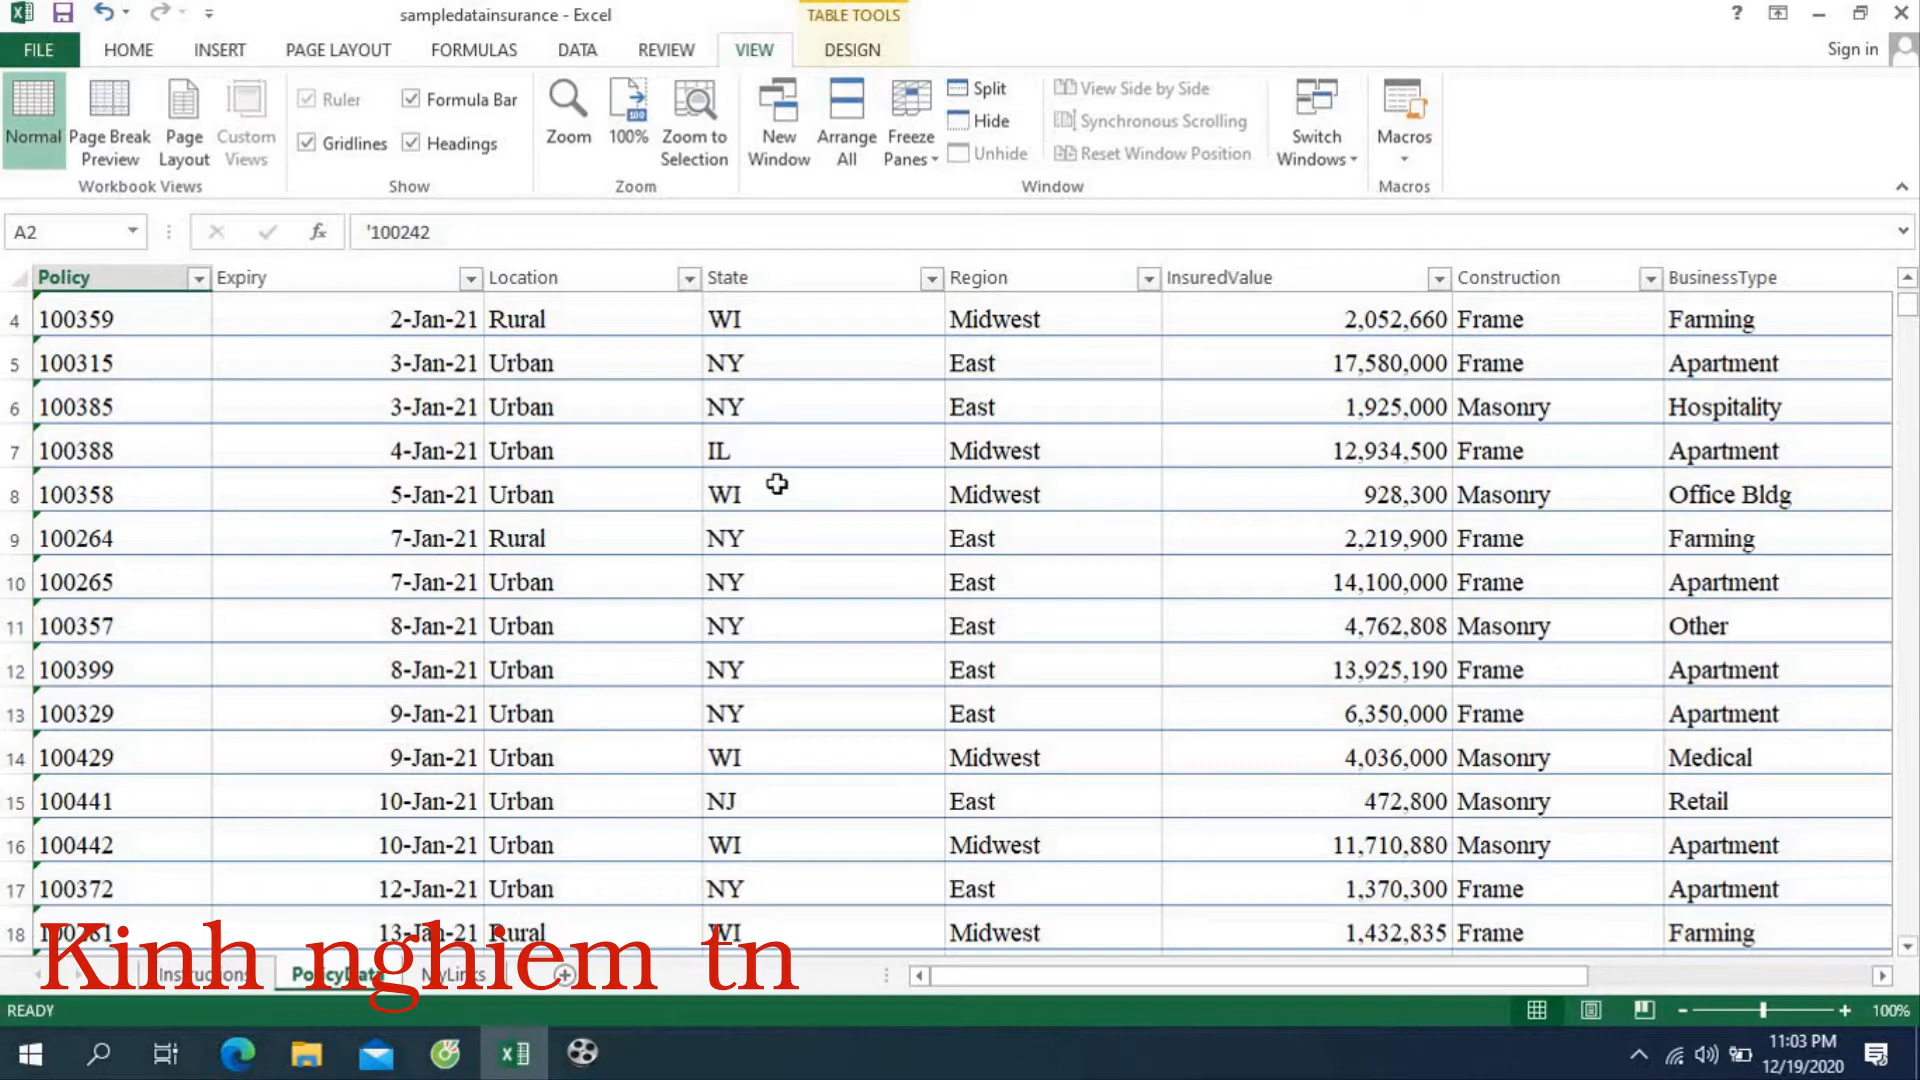 sampledatainsurance - Excel
TABLE TOOLS
?
FILE HOME INSERT PAGE LAYOUT FORMULAS DATA REVIEW VIEW DESIGN
Sign in
Normal
Page Break Preview
Page Layout
Custom Views
Workbook Views
Ruler
Formula Bar
Gridlines
Headings
Show
Zoom
100%
Zoom to Selection
Zoom
New Window
Arrange All
Freeze Panes
Split
Hide
Unhide
View Side by Side
Synchronous Scrolling
Reset Window Position
Window
Switch Windows
Macros
Macros
A2 fx '100242
Policy Expiry Location State Region InsuredValue Construction BusinessType
4 100359 2-Jan-21 Rural WI Midwest 2,052,660 Frame Farming
5 100315 3-Jan-21 Urban NY East 17,580,000 Frame Apartment
6 100385 3-Jan-21 Urban NY East 1,925,000 Masonry Hospitality
7 100388 4-Jan-21 Urban IL Midwest 12,934,500 Frame Apartment
8 100358 5-Jan-21 Urban WI Midwest 928,300 Masonry Office Bldg
9 100264 7-Jan-21 Rural NY East 2,219,900 Frame Farming
10 100265 7-Jan-21 Urban NY East 14,100,000 Frame Apartment
11 100357 8-Jan-21 Urban NY East 4,762,808 Masonry Other
12 100399 8-Jan-21 Urban NY East 13,925,190 Frame Apartment
13 100329 9-Jan-21 Urban NY East 6,350,000 Frame Apartment
14 100429 9-Jan-21 Urban WI Midwest 4,036,000 Masonry Medical
15 100441 10-Jan-21 Urban NJ East 472,800 Masonry Retail
16 100442 10-Jan-21 Urban WI Midwest 11,710,880 Masonry Apartment
17 100372 12-Jan-21 Urban NY East 1,370,300 Frame Apartment
18 13-Jan-21 Rural WI Midwest 1,432,835 Frame Farming
Kinh nghiem tn
Instructions PolicyData MyLinks
READY
100%
11:03 PM
12/19/2020